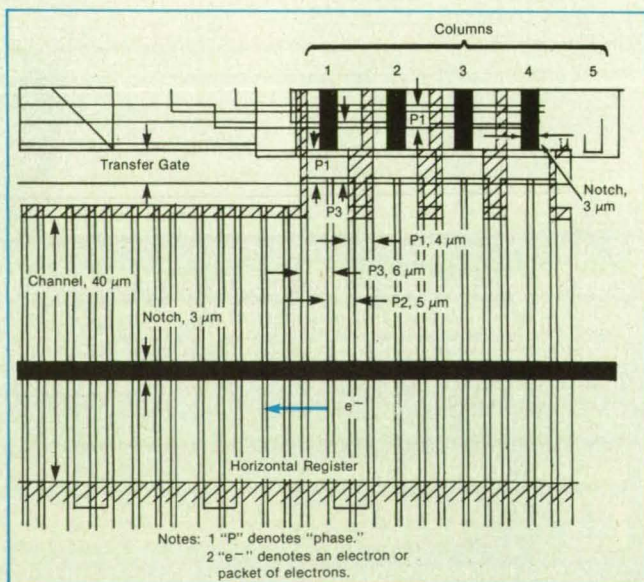 Columns
1 2 3 4 5
P1
Transfer Gate
P1
Notch,
3 μm
P3
P1, 4 μm
Channel, 40 μm
P3, 6 μm
P2, 5 μm
Notch, 3 μm
e−
Horizontal Register
Notes: 1 “P” denotes “phase.”
2 “e−” denotes an electron or
packet of electrons.